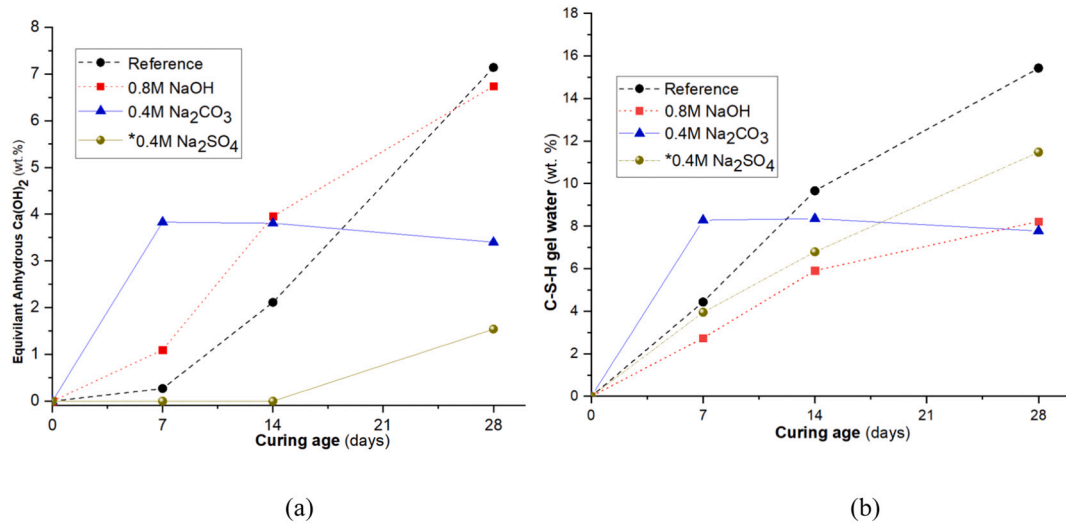 8
7
6
5
4
3
2
1
0
Equiviliant Anhydrous Ca(OH)₂ (wt.%)
Reference
0.8M NaOH
0.4M Na₂CO₃
*0.4M Na₂SO₄
0 7 14 21 28
Curing age (days)
(a)
18
16
14
12
10
8
6
4
2
0
C-S-H gel water (wt. %)
Reference
0.8M NaOH
0.4M Na₂CO₃
*0.4M Na₂SO₄
0 7 14 21 28
Curing age (days)
(b)